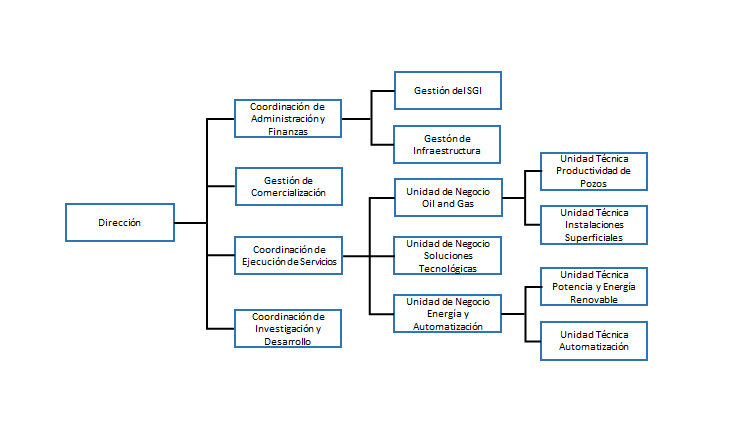 Dirección
Coordinación de
Administración y
Finanzas
Gestión del SGI
Gestón de
Infraestructura
Gestión de
Comercialización
Coordinación de
Ejecución de Servicios
Unidad de Negocio
Oil and Gas
Unidad Técnica
Productividad de
Pozos
Unidad Técnica
Instalaciones
Superficiales
Unidad de Negocio
Soluciones
Tecnológicas
Unidad de Negocio
Energía y
Automatización
Unidad Técnica
Potencia y Energía
Renovable
Unidad Técnica
Automatización
Coordinación de
Investigación y
Desarrollo